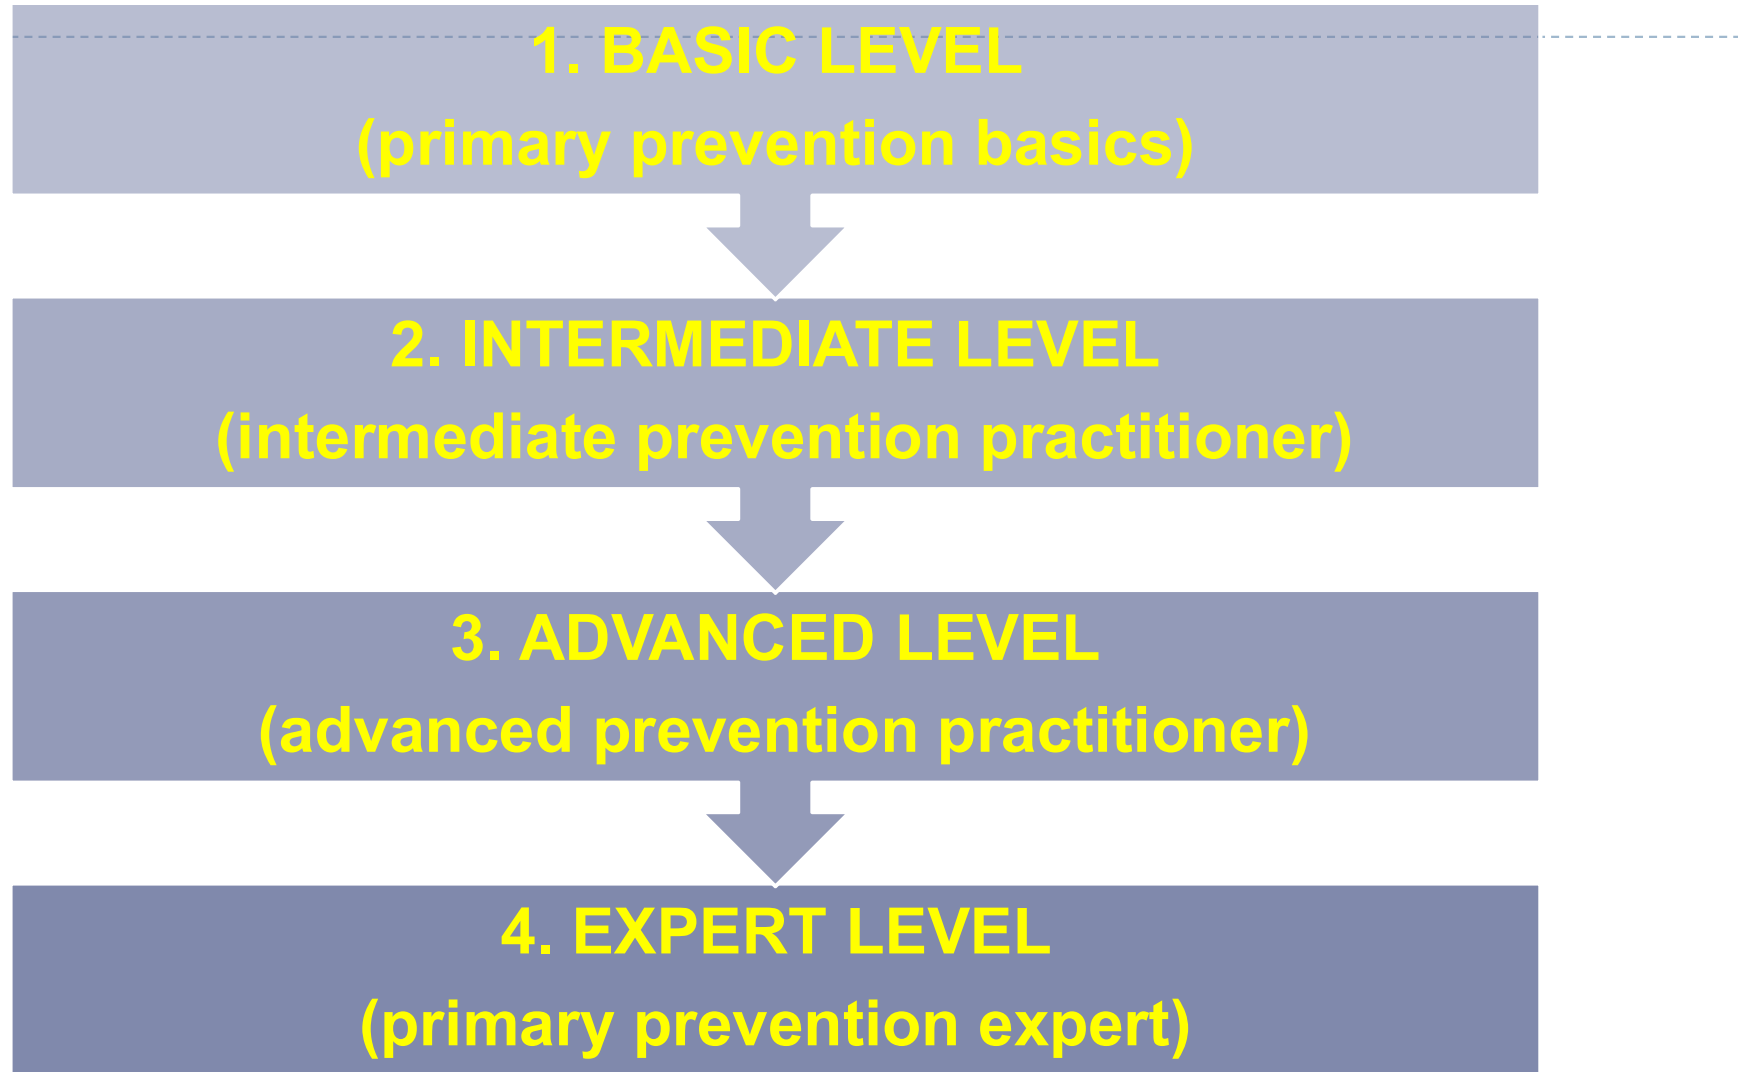 1. BASIC LEVEL
(primary prevention basics)
2. INTERMEDIATE LEVEL
(intermediate prevention practitioner)
3. ADVANCED LEVEL
(advanced prevention practitioner)
4. EXPERT LEVEL
(primary prevention expert)